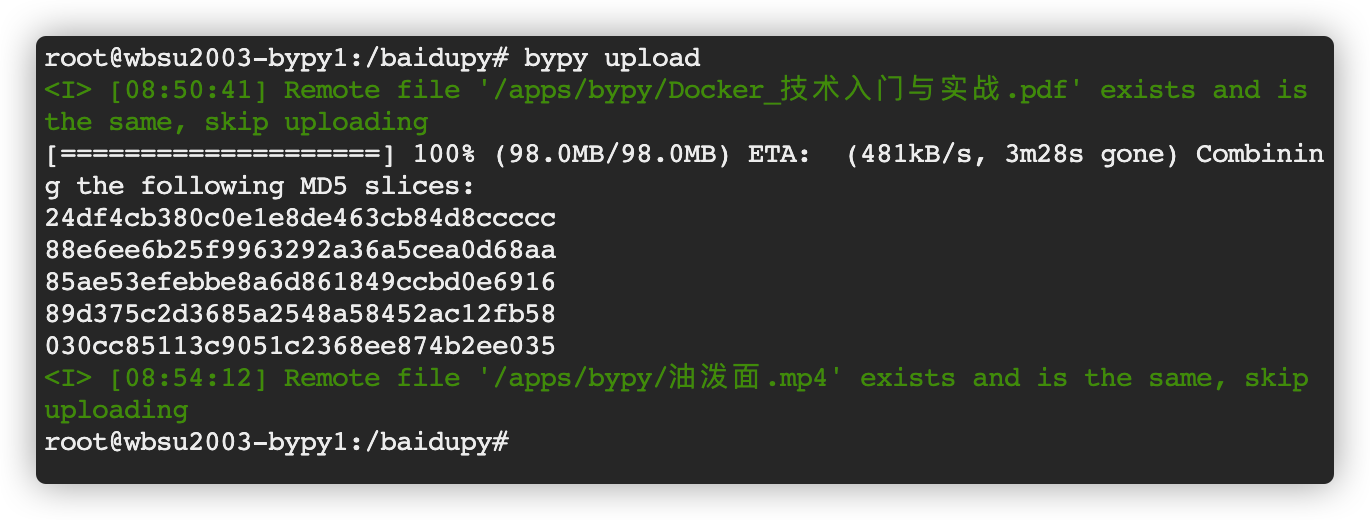 root@wbsu2003-bypy1:/baidupy# bypy upload
<I> [08:50:41] Remote file '/apps/bypy/Docker_技术入门与实战.pdf' exists and is
the same, skip uploading
[====================] 100% (98.0MB/98.0MB) ETA:  (481kB/s, 3m28s gone) Combinin
g the following MD5 slices:
24df4cb380c0e1e8de463cb84d8ccccc
88e6ee6b25f9963292a36a5cea0d68aa
85ae53efebbe8a6d861849ccbd0e6916
89d375c2d3685a2548a58452ac12fb58
030cc85113c9051c2368ee874b2ee035
<I> [08:54:12] Remote file '/apps/bypy/油泼面.mp4' exists and is the same, skip
uploading
root@wbsu2003-bypy1:/baidupy#